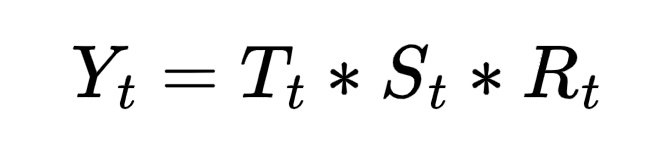 Y_t = T_t * S_t * R_t